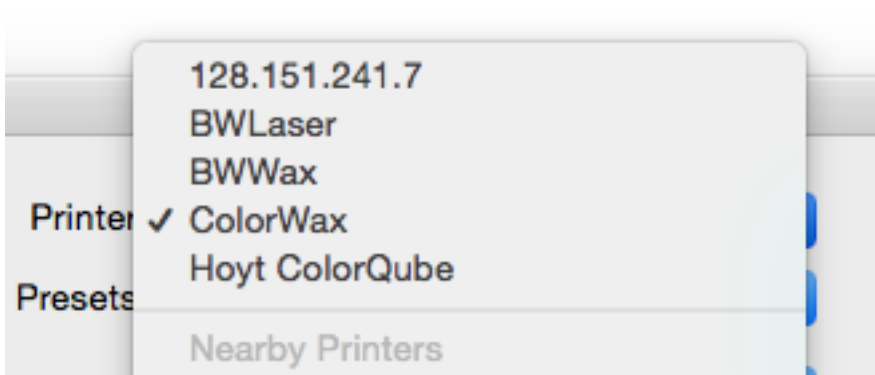 128.151.241.7
BWLaser
BWWax
Printer ✓ ColorWax
Hoyt ColorQube
Presets
Nearby Printers